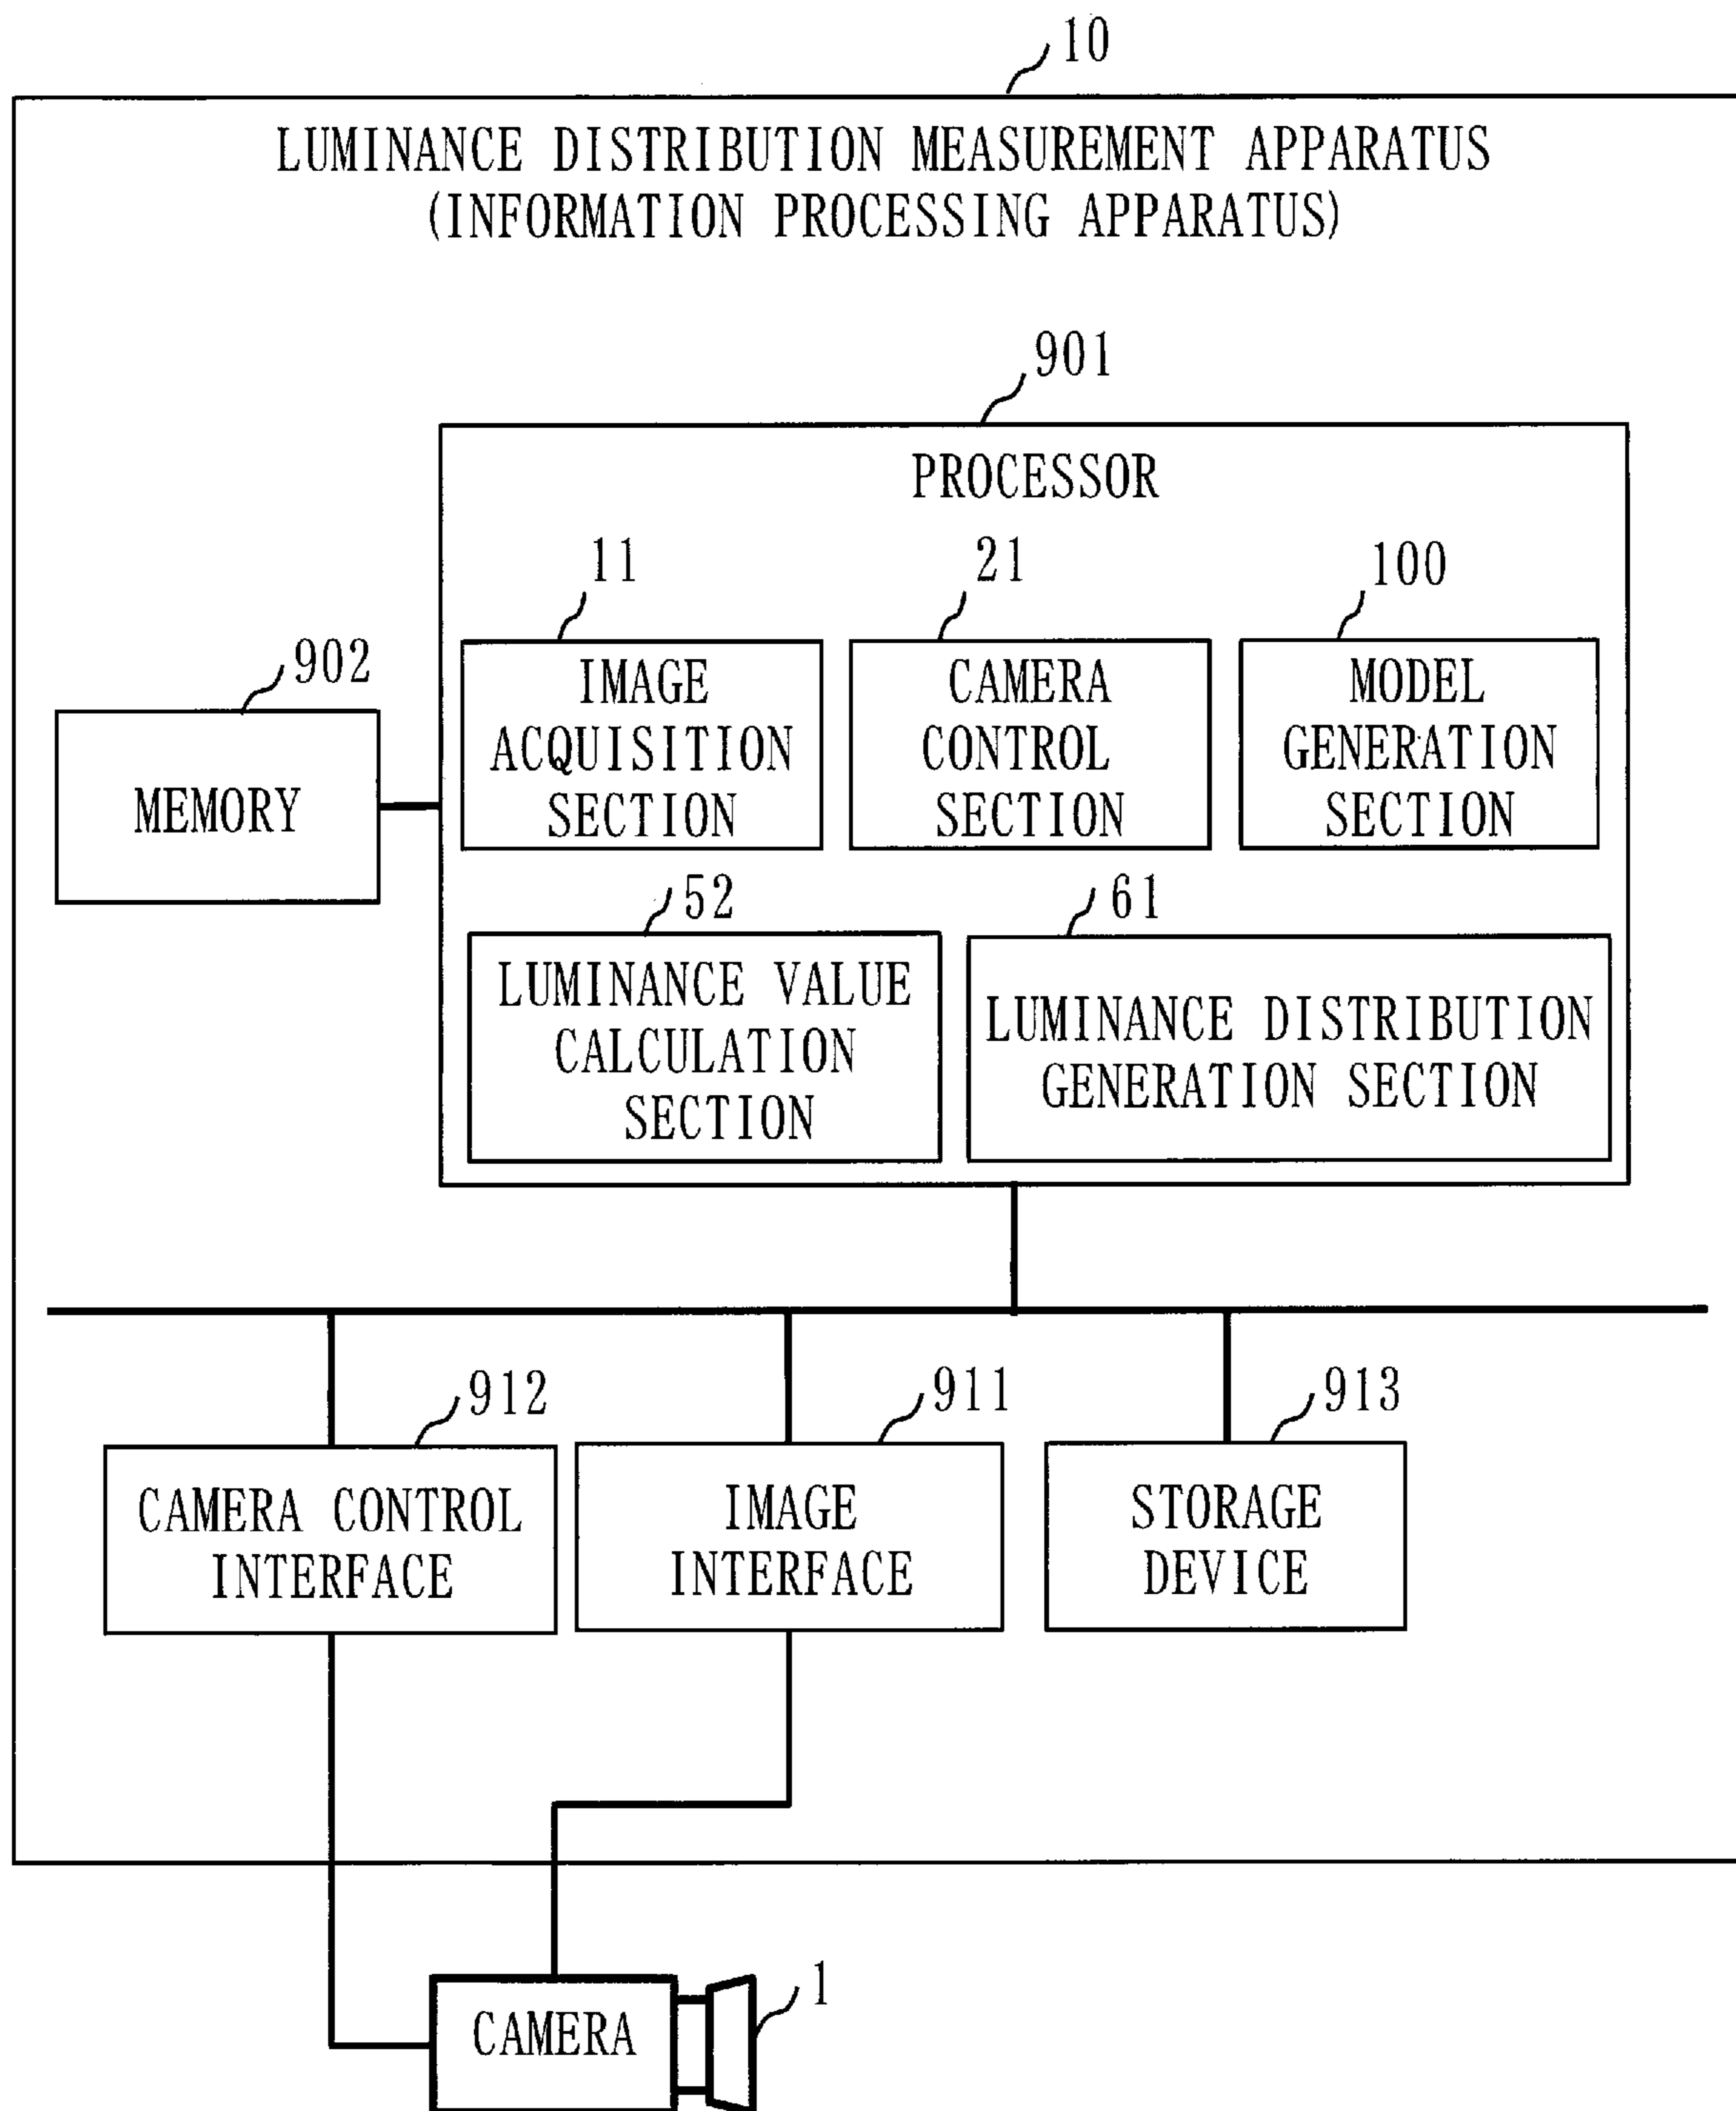 10
LUMINANCE DISTRIBUTION MEASUREMENT APPARATUS
(INFORMATION PROCESSING APPARATUS)
901
PROCESSOR
11
IMAGE
ACQUISITION
SECTION
21
CAMERA
CONTROL
SECTION
100
MODEL
GENERATION
SECTION
902
MEMORY
52
LUMINANCE VALUE
CALCULATION
SECTION
61
LUMINANCE DISTRIBUTION
GENERATION SECTION
912
CAMERA CONTROL
INTERFACE
911
IMAGE
INTERFACE
913
STORAGE
DEVICE
1
CAMERA